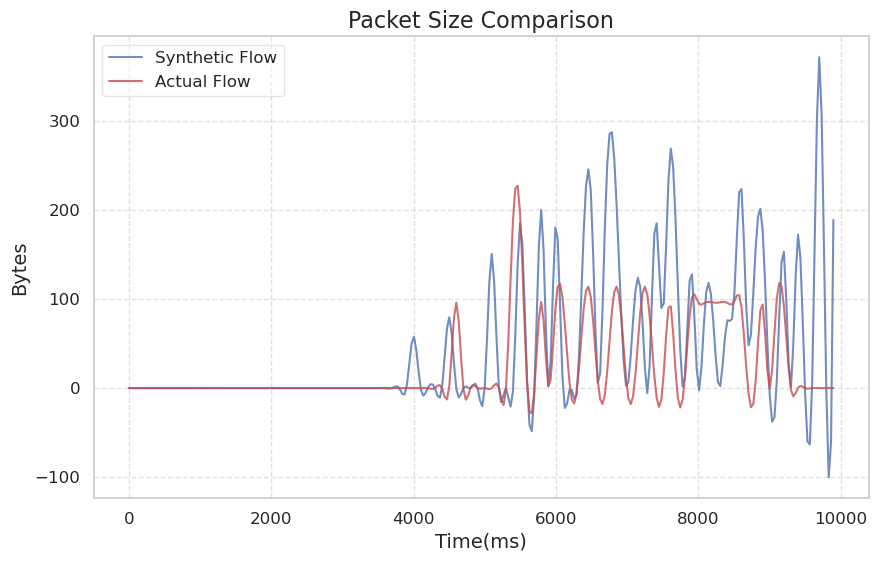 Packet Size Comparison
Synthetic Flow
Actual Flow
Bytes
300
200
100
0
−100
0 2000 4000 6000 8000 10000
Time(ms)